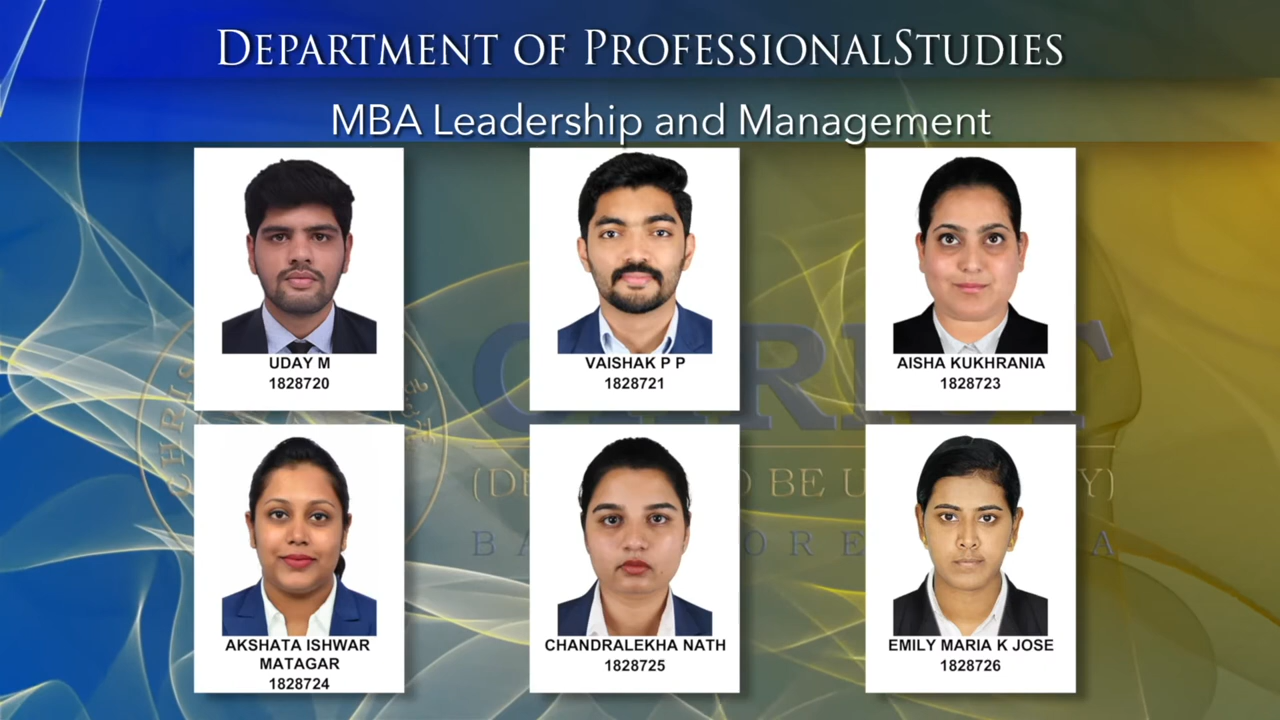 DEPARTMENT OF PROFESSIONALSTUDIES
MBA Leadership and Management
UDAY M
1828720
VAISHAK P P
1828721
AISHA KUKHRANIA
1828723
AKSHATA ISHWAR
MATAGAR
1828724
CHANDRALEKHA NATH
1828725
EMILY MARIA K JOSE
1828726